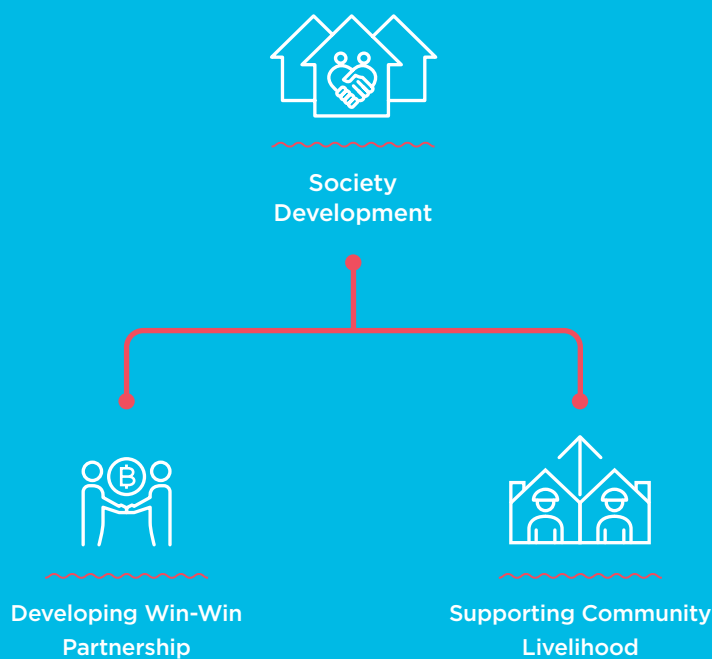 Society
Development
฿
Developing Win-Win
Partnership
Supporting Community
Livelihood